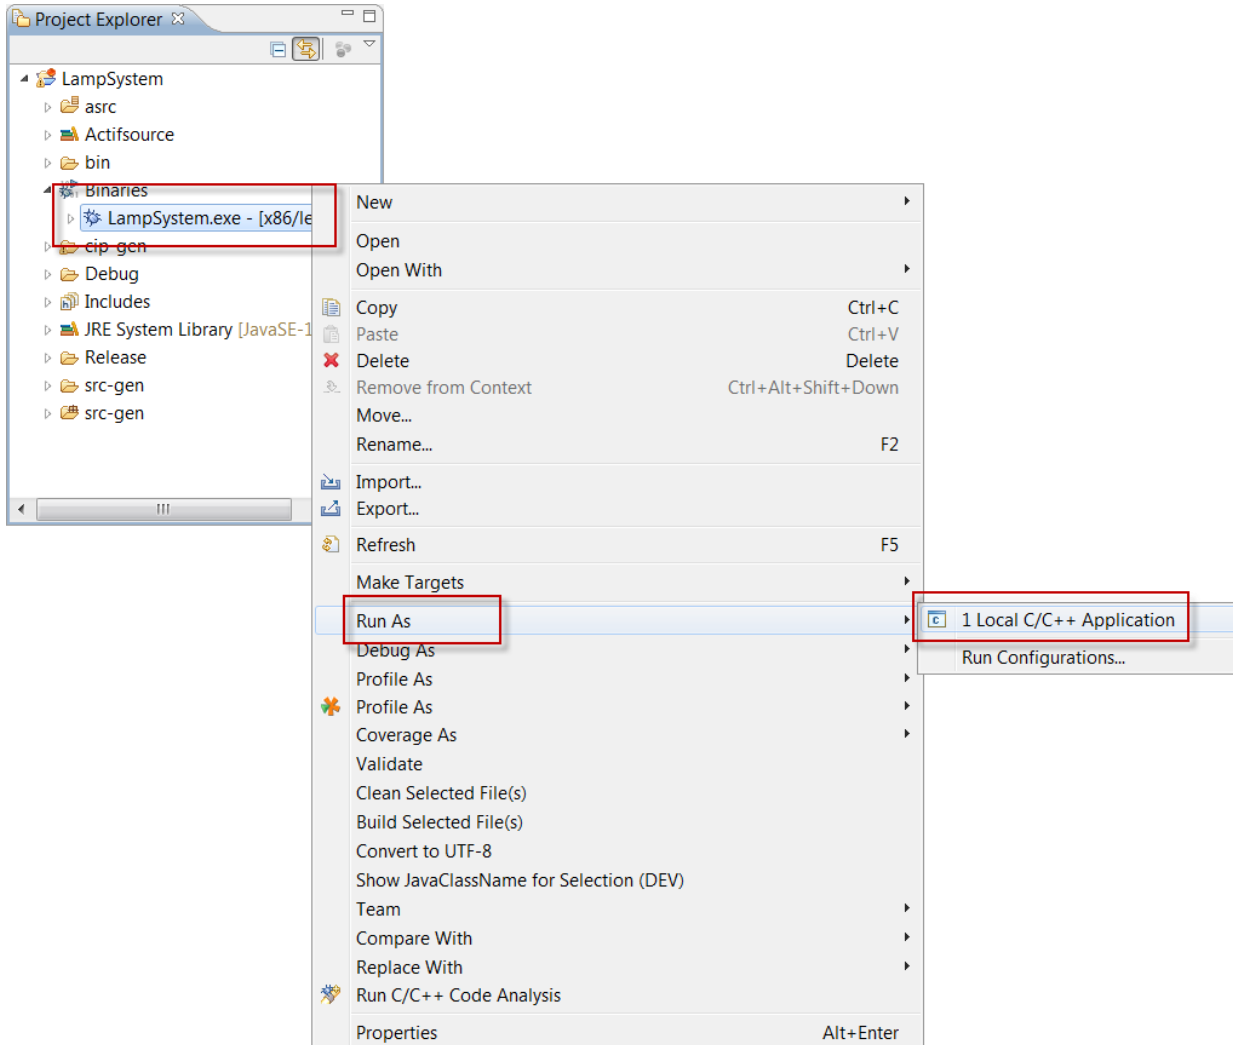 Project Explorer
LampSystem
asrc
Actifsource
bin
Binaries
LampSystem.exe - [x86/le
cip-gen
Debug
Includes
JRE System Library [JavaSE-1
Release
src-gen
src-gen
New
Open
Open With
Copy Ctrl+C
Paste Ctrl+V
Delete Delete
Remove from Context Ctrl+Alt+Shift+Down
Move...
Rename... F2
Import...
Export...
Refresh F5
Make Targets
Run As
1 Local C/C++ Application
Run Configurations...
Debug As
Profile As
Profile As
Coverage As
Validate
Clean Selected File(s)
Build Selected File(s)
Convert to UTF-8
Show JavaClassName for Selection (DEV)
Team
Compare With
Replace With
Run C/C++ Code Analysis
Properties Alt+Enter